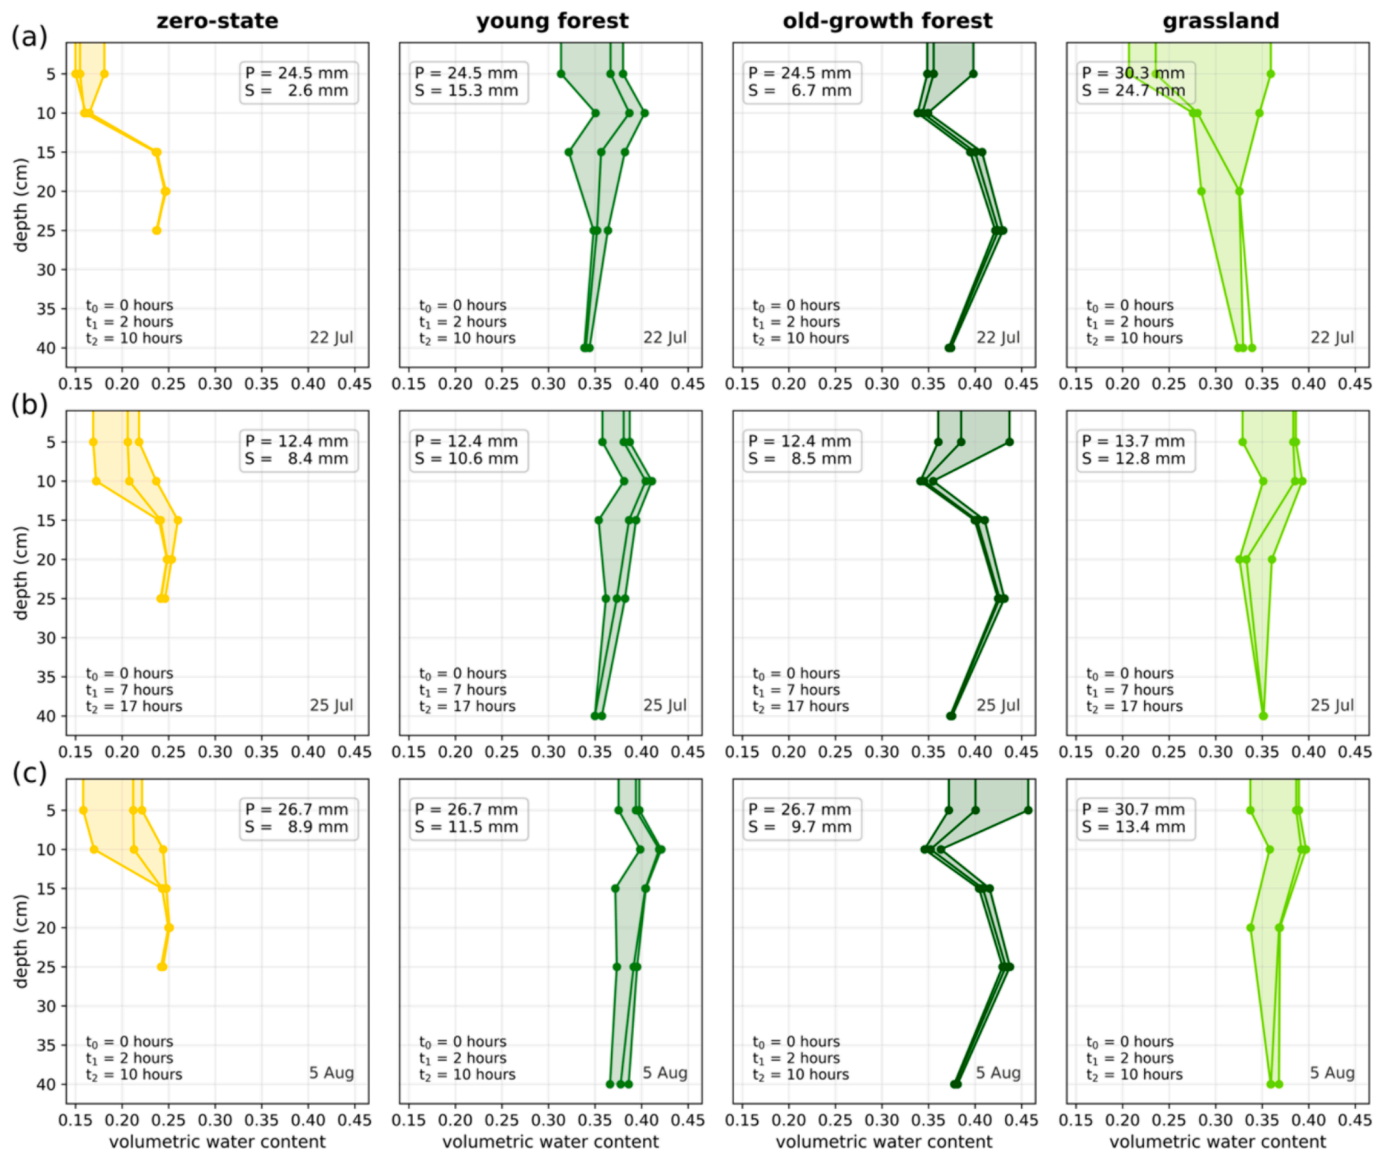 zero-state young forest old-growth forest grassland
(a)
P = 24.5 mm
S = 2.6 mm
P = 24.5 mm
S = 15.3 mm
P = 24.5 mm
S = 6.7 mm
P = 30.3 mm
S = 24.7 mm
5
10
15
20
25
30
35
40
depth (cm)
t₀ = 0 hours
t₁ = 2 hours
t₂ = 10 hours
22 Jul
t₀ = 0 hours
t₁ = 2 hours
t₂ = 10 hours
22 Jul
t₀ = 0 hours
t₁ = 2 hours
t₂ = 10 hours
22 Jul
t₀ = 0 hours
t₁ = 2 hours
t₂ = 10 hours
22 Jul
0.15 0.20 0.25 0.30 0.35 0.40 0.45
0.15 0.20 0.25 0.30 0.35 0.40 0.45
0.15 0.20 0.25 0.30 0.35 0.40 0.45
0.15 0.20 0.25 0.30 0.35 0.40 0.45
(b)
P = 12.4 mm
S = 8.4 mm
P = 12.4 mm
S = 10.6 mm
P = 12.4 mm
S = 8.5 mm
P = 13.7 mm
S = 12.8 mm
5
10
15
20
25
30
35
40
depth (cm)
t₀ = 0 hours
t₁ = 7 hours
t₂ = 17 hours
25 Jul
t₀ = 0 hours
t₁ = 7 hours
t₂ = 17 hours
25 Jul
t₀ = 0 hours
t₁ = 7 hours
t₂ = 17 hours
25 Jul
t₀ = 0 hours
t₁ = 7 hours
t₂ = 17 hours
25 Jul
0.15 0.20 0.25 0.30 0.35 0.40 0.45
0.15 0.20 0.25 0.30 0.35 0.40 0.45
0.15 0.20 0.25 0.30 0.35 0.40 0.45
0.15 0.20 0.25 0.30 0.35 0.40 0.45
(c)
P = 26.7 mm
S = 8.9 mm
P = 26.7 mm
S = 11.5 mm
P = 26.7 mm
S = 9.7 mm
P = 30.7 mm
S = 13.4 mm
5
10
15
20
25
30
35
40
depth (cm)
t₀ = 0 hours
t₁ = 2 hours
t₂ = 10 hours
5 Aug
t₀ = 0 hours
t₁ = 2 hours
t₂ = 10 hours
5 Aug
t₀ = 0 hours
t₁ = 2 hours
t₂ = 10 hours
5 Aug
t₀ = 0 hours
t₁ = 2 hours
t₂ = 10 hours
5 Aug
0.15 0.20 0.25 0.30 0.35 0.40 0.45
0.15 0.20 0.25 0.30 0.35 0.40 0.45
0.15 0.20 0.25 0.30 0.35 0.40 0.45
0.15 0.20 0.25 0.30 0.35 0.40 0.45
volumetric water content
volumetric water content
volumetric water content
volumetric water content